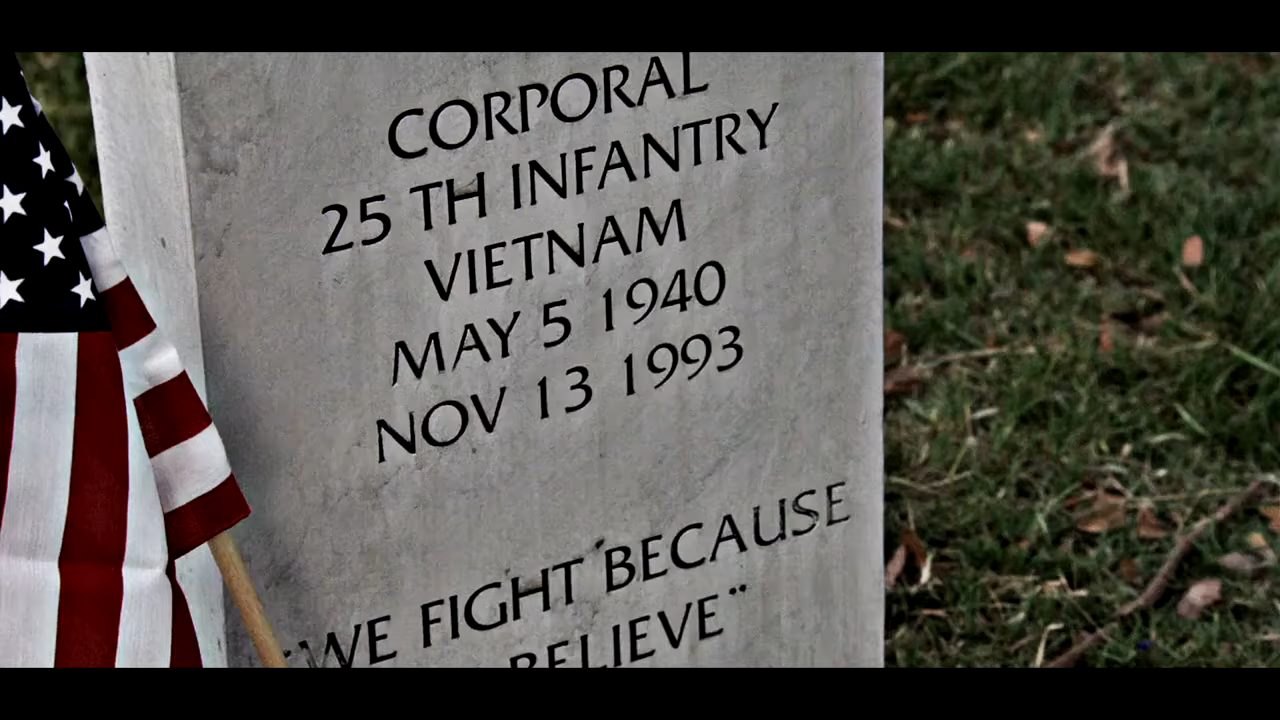 CORPORAL
25 TH INFANTRY
VIETNAM
MAY 5 1940
NOV 13 1993
"WE FIGHT BECAUSE
BELIEVE"